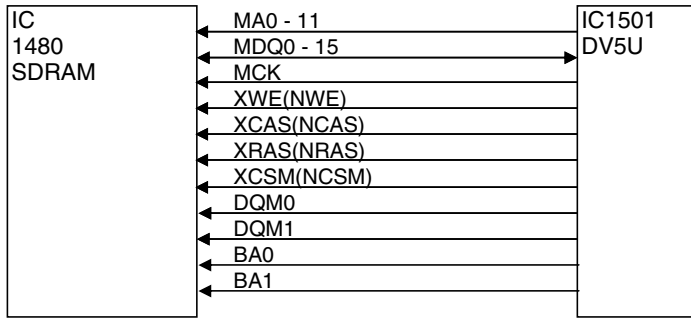 IC
1480
SDRAM
MA0 - 11
MDQ0 - 15
MCK
XWE(NWE)
XCAS(NCAS)
XRAS(NRAS)
XCSM(NCSM)
DQM0
DQM1
BA0
BA1
IC1501
DV5U